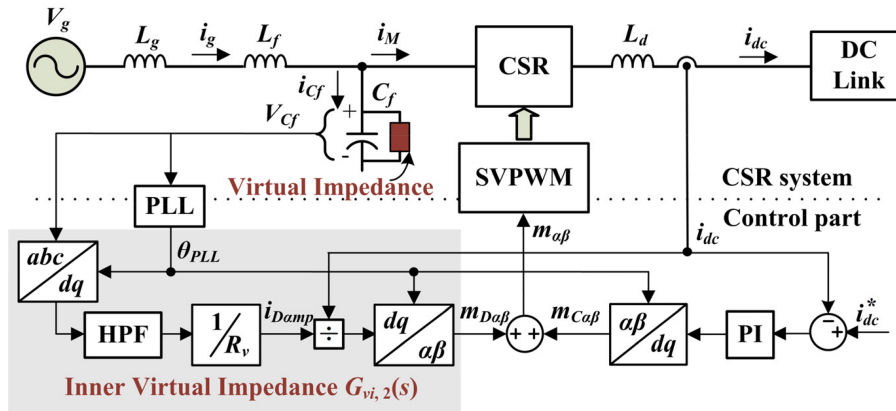 V_g
L_g
i_g
L_f
i_M
CSR
L_d
i_dc
DC
Link
i_Cf
C_f
V_Cf
+
-
Virtual Impedance
SVPWM
CSR system
Control part
PLL
θ_PLL
m_αβ
i_dc
abc
dq
HPF
1/R_v
i_Damp
÷
dq
αβ
m_Dαβ
+ +
m_Cαβ
αβ
dq
PI
-
+
i_dc^*
Inner Virtual Impedance G_vi, 2(s)